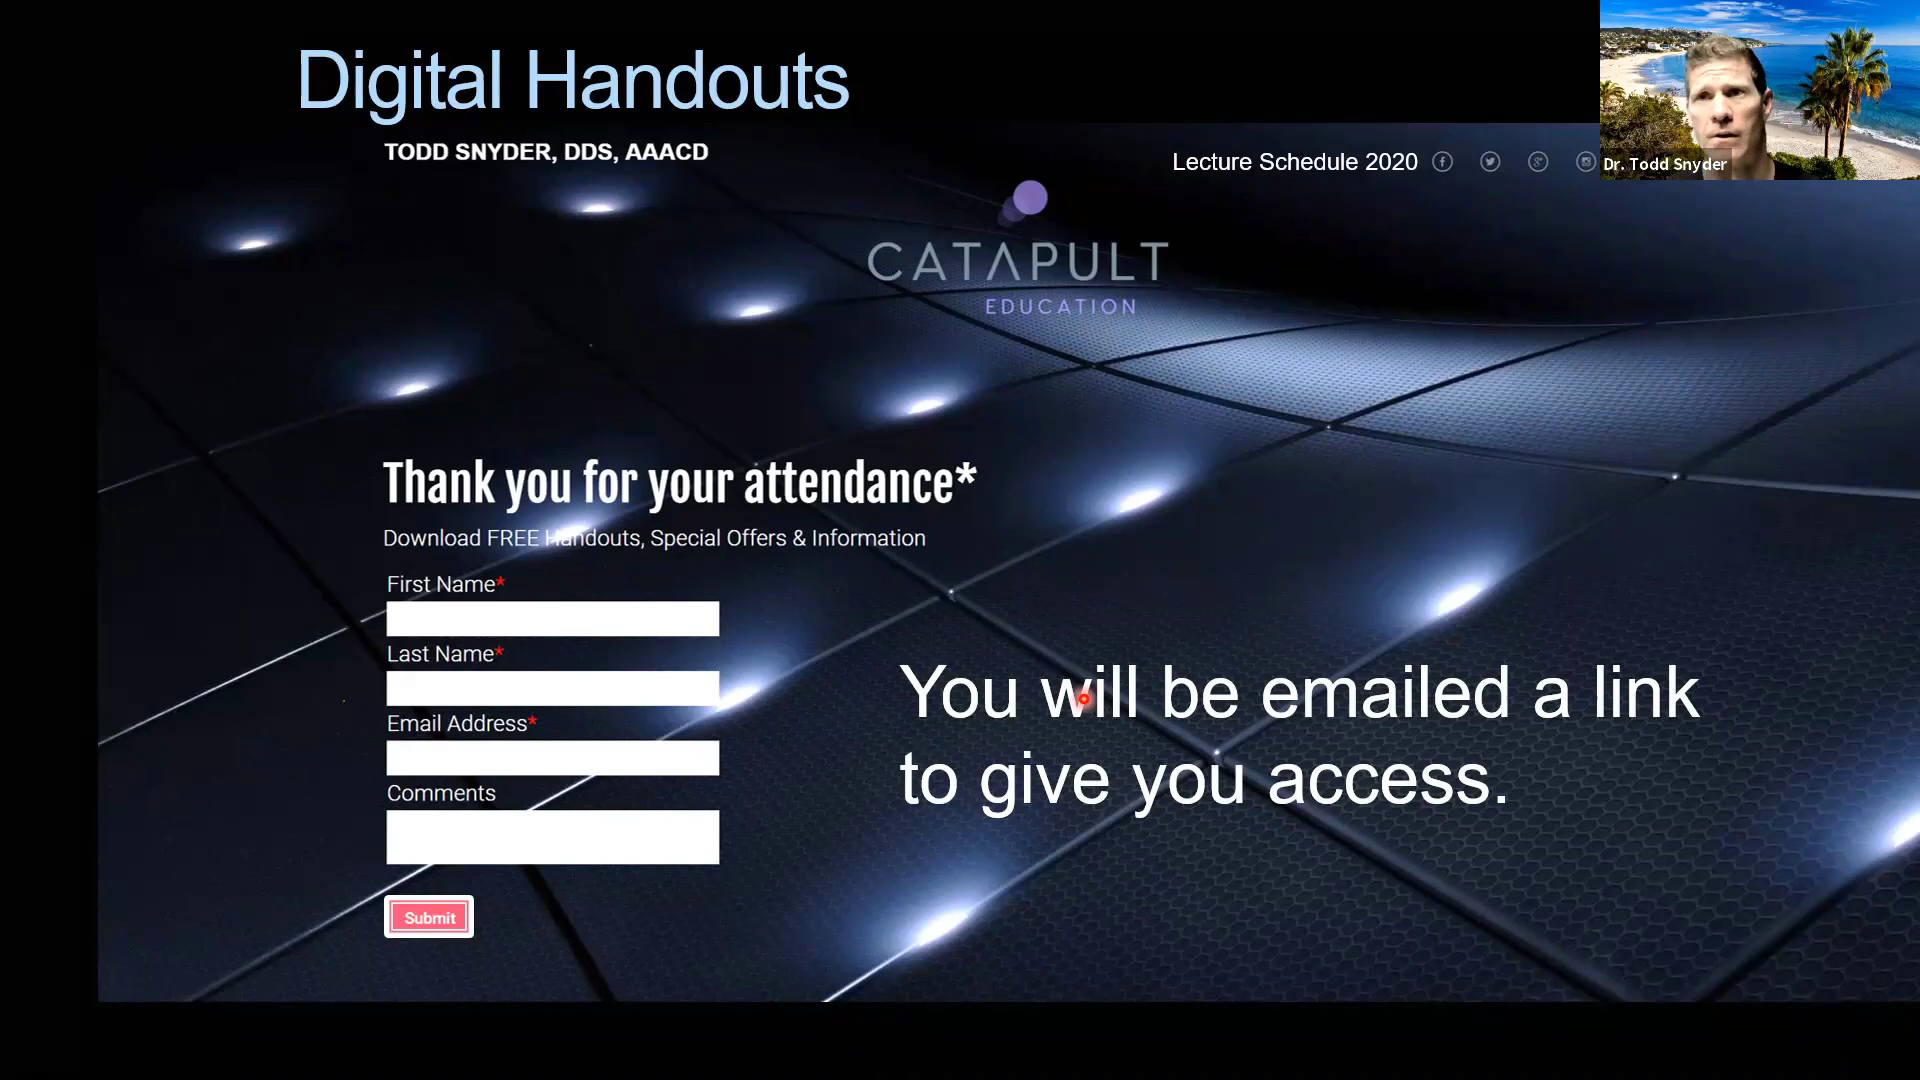 Digital Handouts
TODD SNYDER, DDS, AAACD
Lecture Schedule 2020
Dr. Todd Snyder
CATAPULT
EDUCATION
Thank you for your attendance*
Download FREE Handouts, Special Offers & Information
First Name*
Last Name*
Email Address*
Comments
Submit
You will be emailed a link
to give you access.